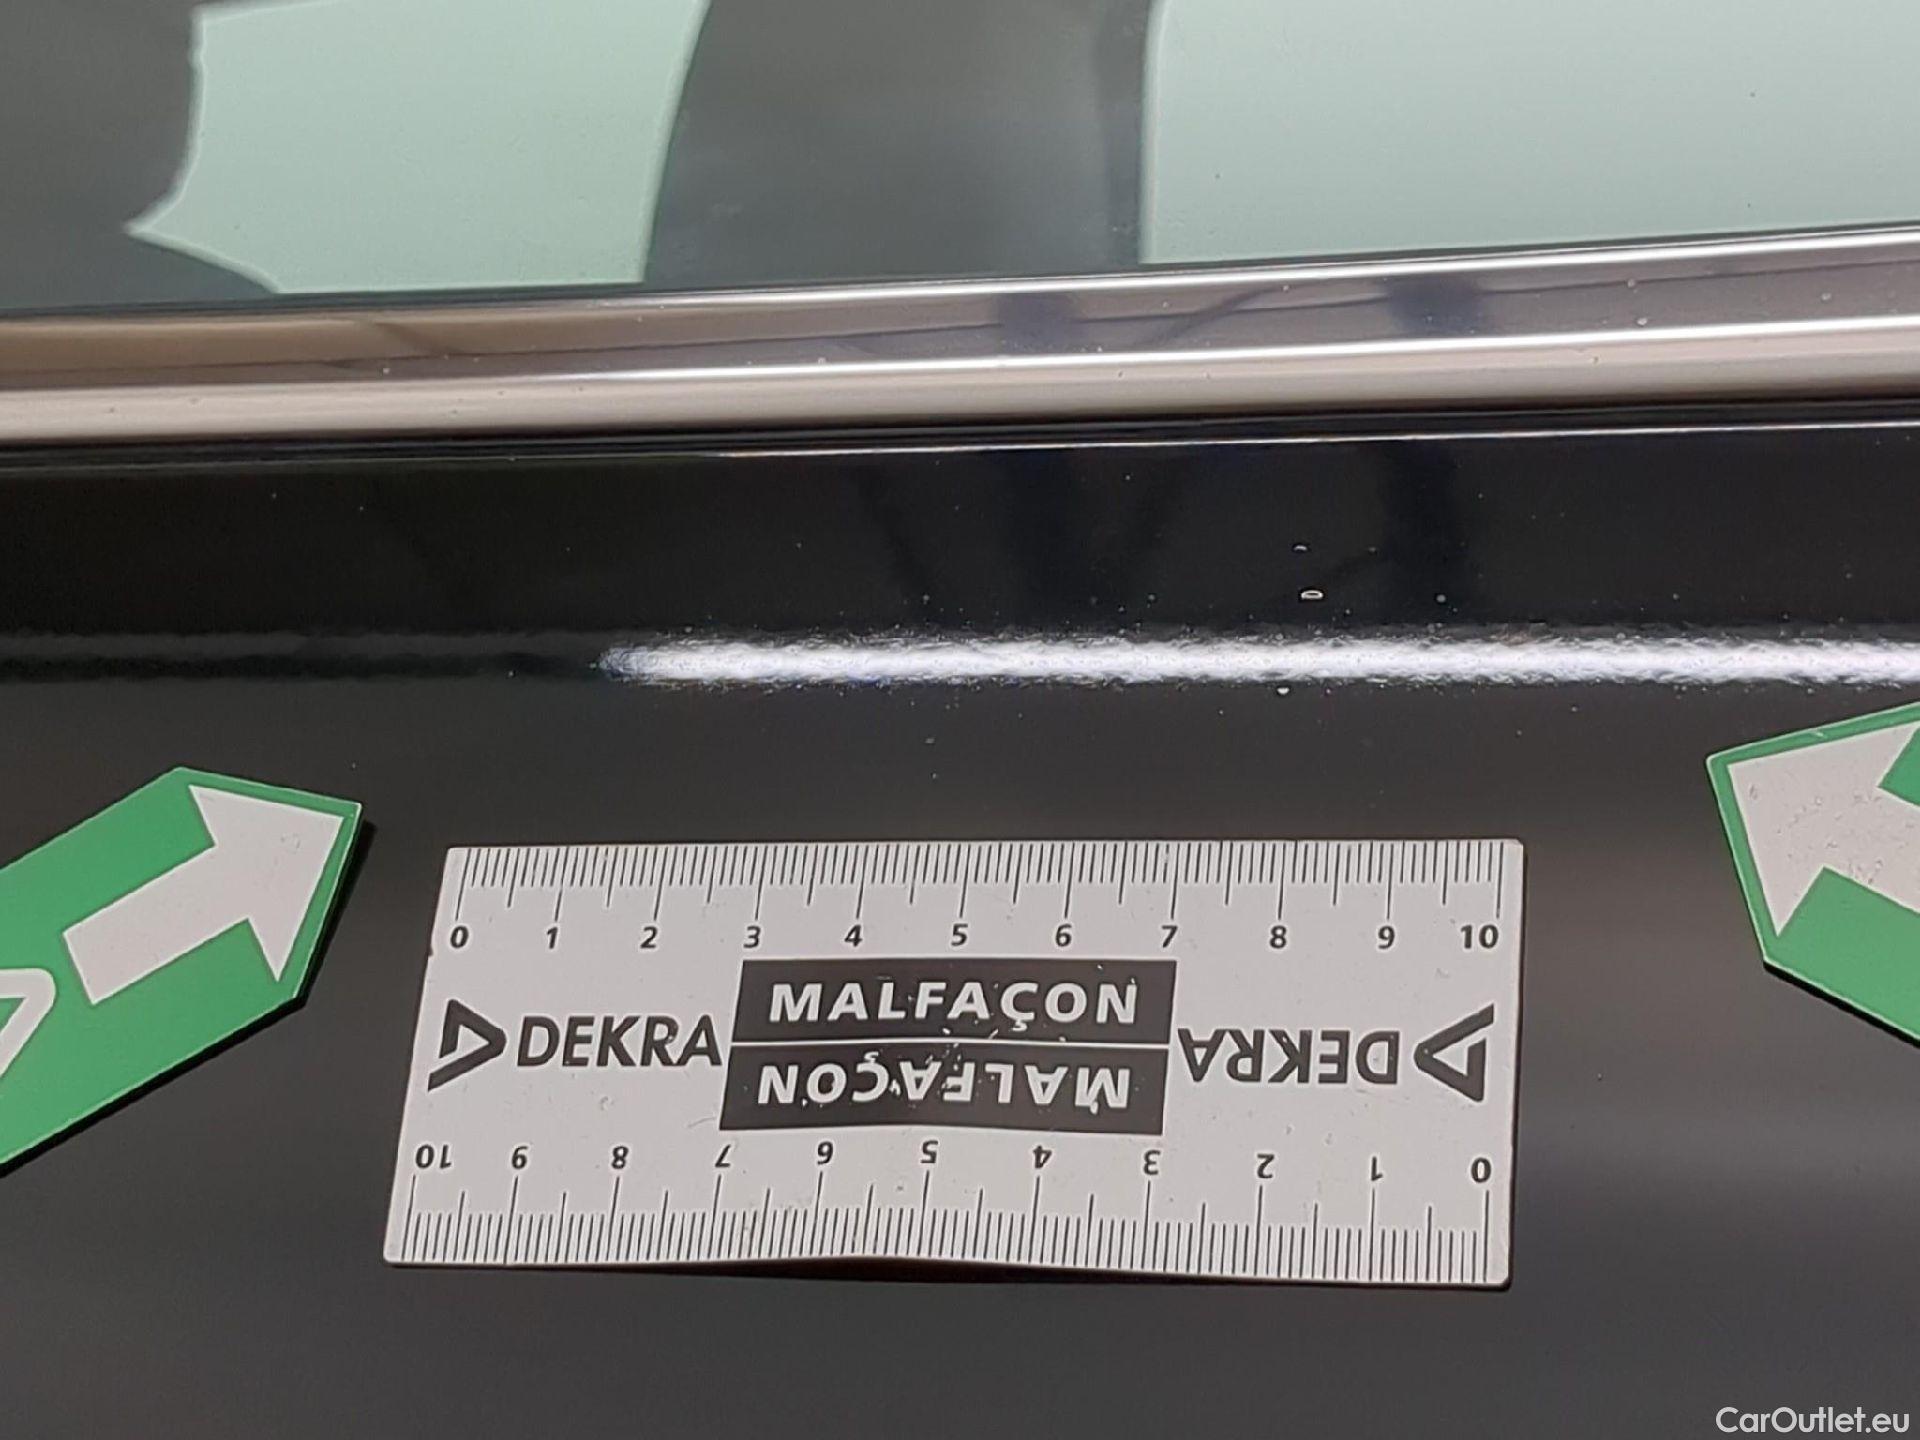 0 1 2 3 4 5 6 7 8 9 10
MALFAÇON
DEKRA
DEKRA
MALFAÇON
10 9 8 7 6 5 4 3 2 1 0
CarOutlet.eu